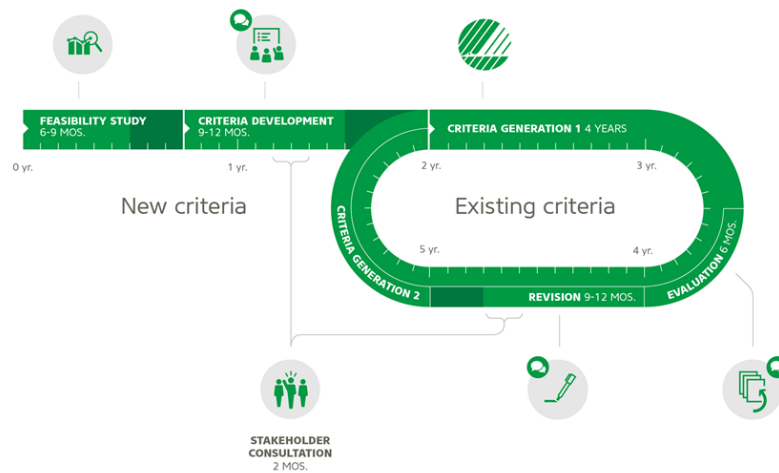 FEASIBILITY STUDY
6-9 MOS.
CRITERIA DEVELOPMENT
9-12 MOS.
CRITERIA GENERATION 1 4 YEARS
0 yr.
1 yr.
2 yr.
3 yr.
New criteria
Existing criteria
CRITERIA GENERATION 2
5 yr.
4 yr.
EVALUATION 6 MOS.
REVISION 9-12 MOS.
STAKEHOLDER
CONSULTATION
2 MOS.